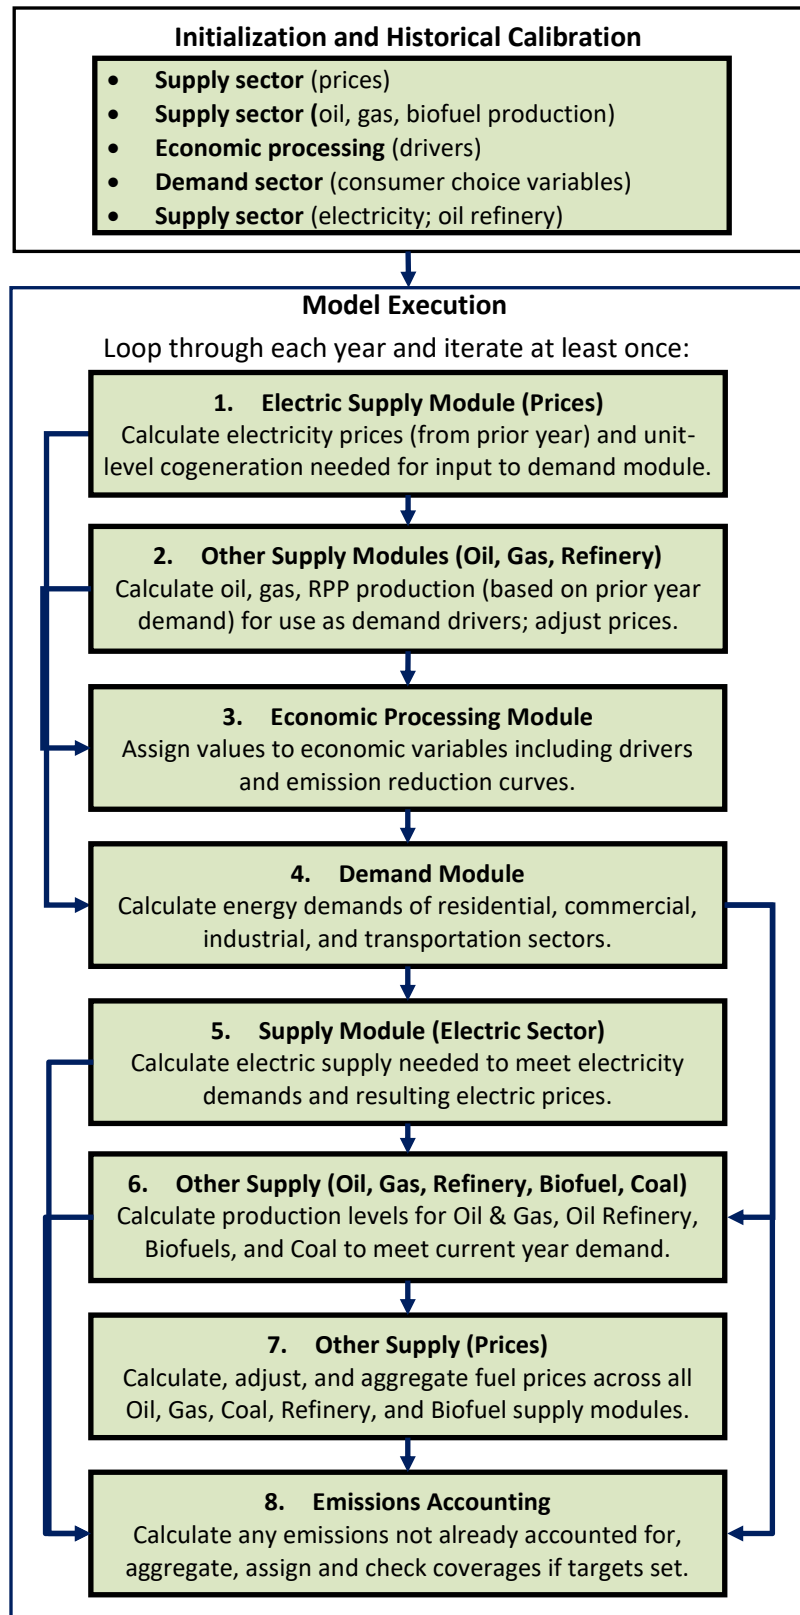 Initialization and Historical Calibration
• Supply sector (prices)
• Supply sector (oil, gas, biofuel production)
• Economic processing (drivers)
• Demand sector (consumer choice variables)
• Supply sector (electricity; oil refinery)
Model Execution
Loop through each year and iterate at least once:
1. Electric Supply Module (Prices)
Calculate electricity prices (from prior year) and unit-
level cogeneration needed for input to demand module.
2. Other Supply Modules (Oil, Gas, Refinery)
Calculate oil, gas, RPP production (based on prior year
demand) for use as demand drivers; adjust prices.
3. Economic Processing Module
Assign values to economic variables including drivers
and emission reduction curves.
4. Demand Module
Calculate energy demands of residential, commercial,
industrial, and transportation sectors.
5. Supply Module (Electric Sector)
Calculate electric supply needed to meet electricity
demands and resulting electric prices.
6. Other Supply (Oil, Gas, Refinery, Biofuel, Coal)
Calculate production levels for Oil & Gas, Oil Refinery,
Biofuels, and Coal to meet current year demand.
7. Other Supply (Prices)
Calculate, adjust, and aggregate fuel prices across all
Oil, Gas, Coal, Refinery, and Biofuel supply modules.
8. Emissions Accounting
Calculate any emissions not already accounted for,
aggregate, assign and check coverages if targets set.